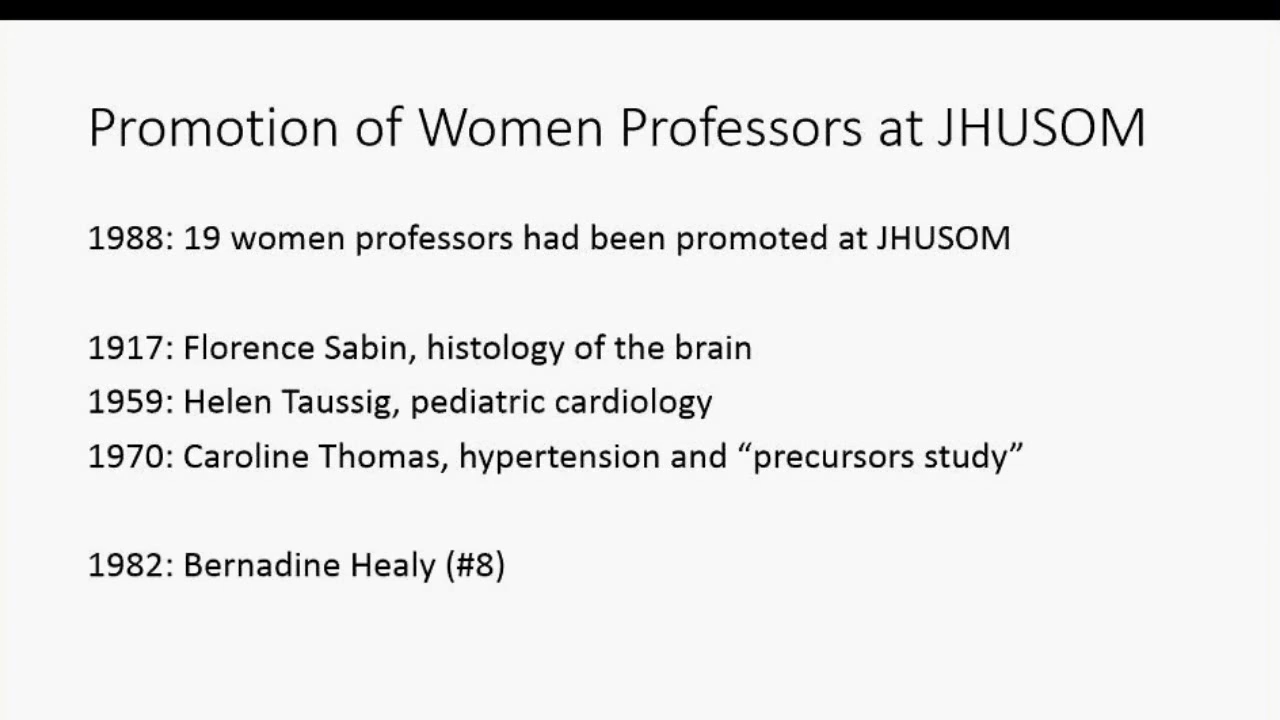 Promotion of Women Professors at JHUSOM
1988: 19 women professors had been promoted at JHUSOM
1917: Florence Sabin, histology of the brain
1959: Helen Taussig, pediatric cardiology
1970: Caroline Thomas, hypertension and “precursors study”
1982: Bernadine Healy (#8)